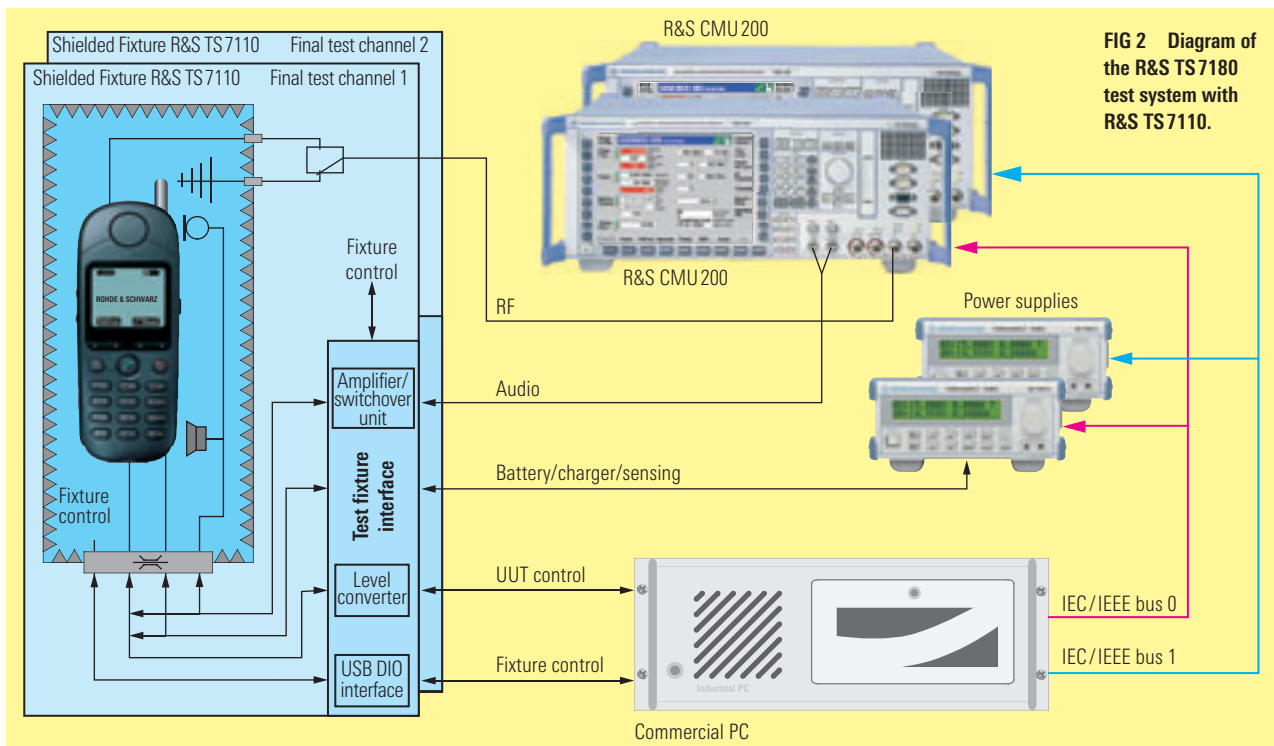 Shielded Fixture R&S TS 7110 Final test channel 2
Shielded Fixture R&S TS 7110 Final test channel 1
R&S CMU 200
FIG 2 Diagram of
the R&S TS 7180
test system with
R&S TS 7110.
ROHDE & SCHWARZ
Fixture
control
R&S CMU 200
RF
Power supplies
Amplifier/
switchover
unit
Audio
Test fixture
interface
Battery/charger/sensing
Fixture
control
Level
converter
UUT control
IEC/IEEE bus 0
USB DIO
interface
Fixture control
Industrial PC
IEC/IEEE bus 1
Commercial PC